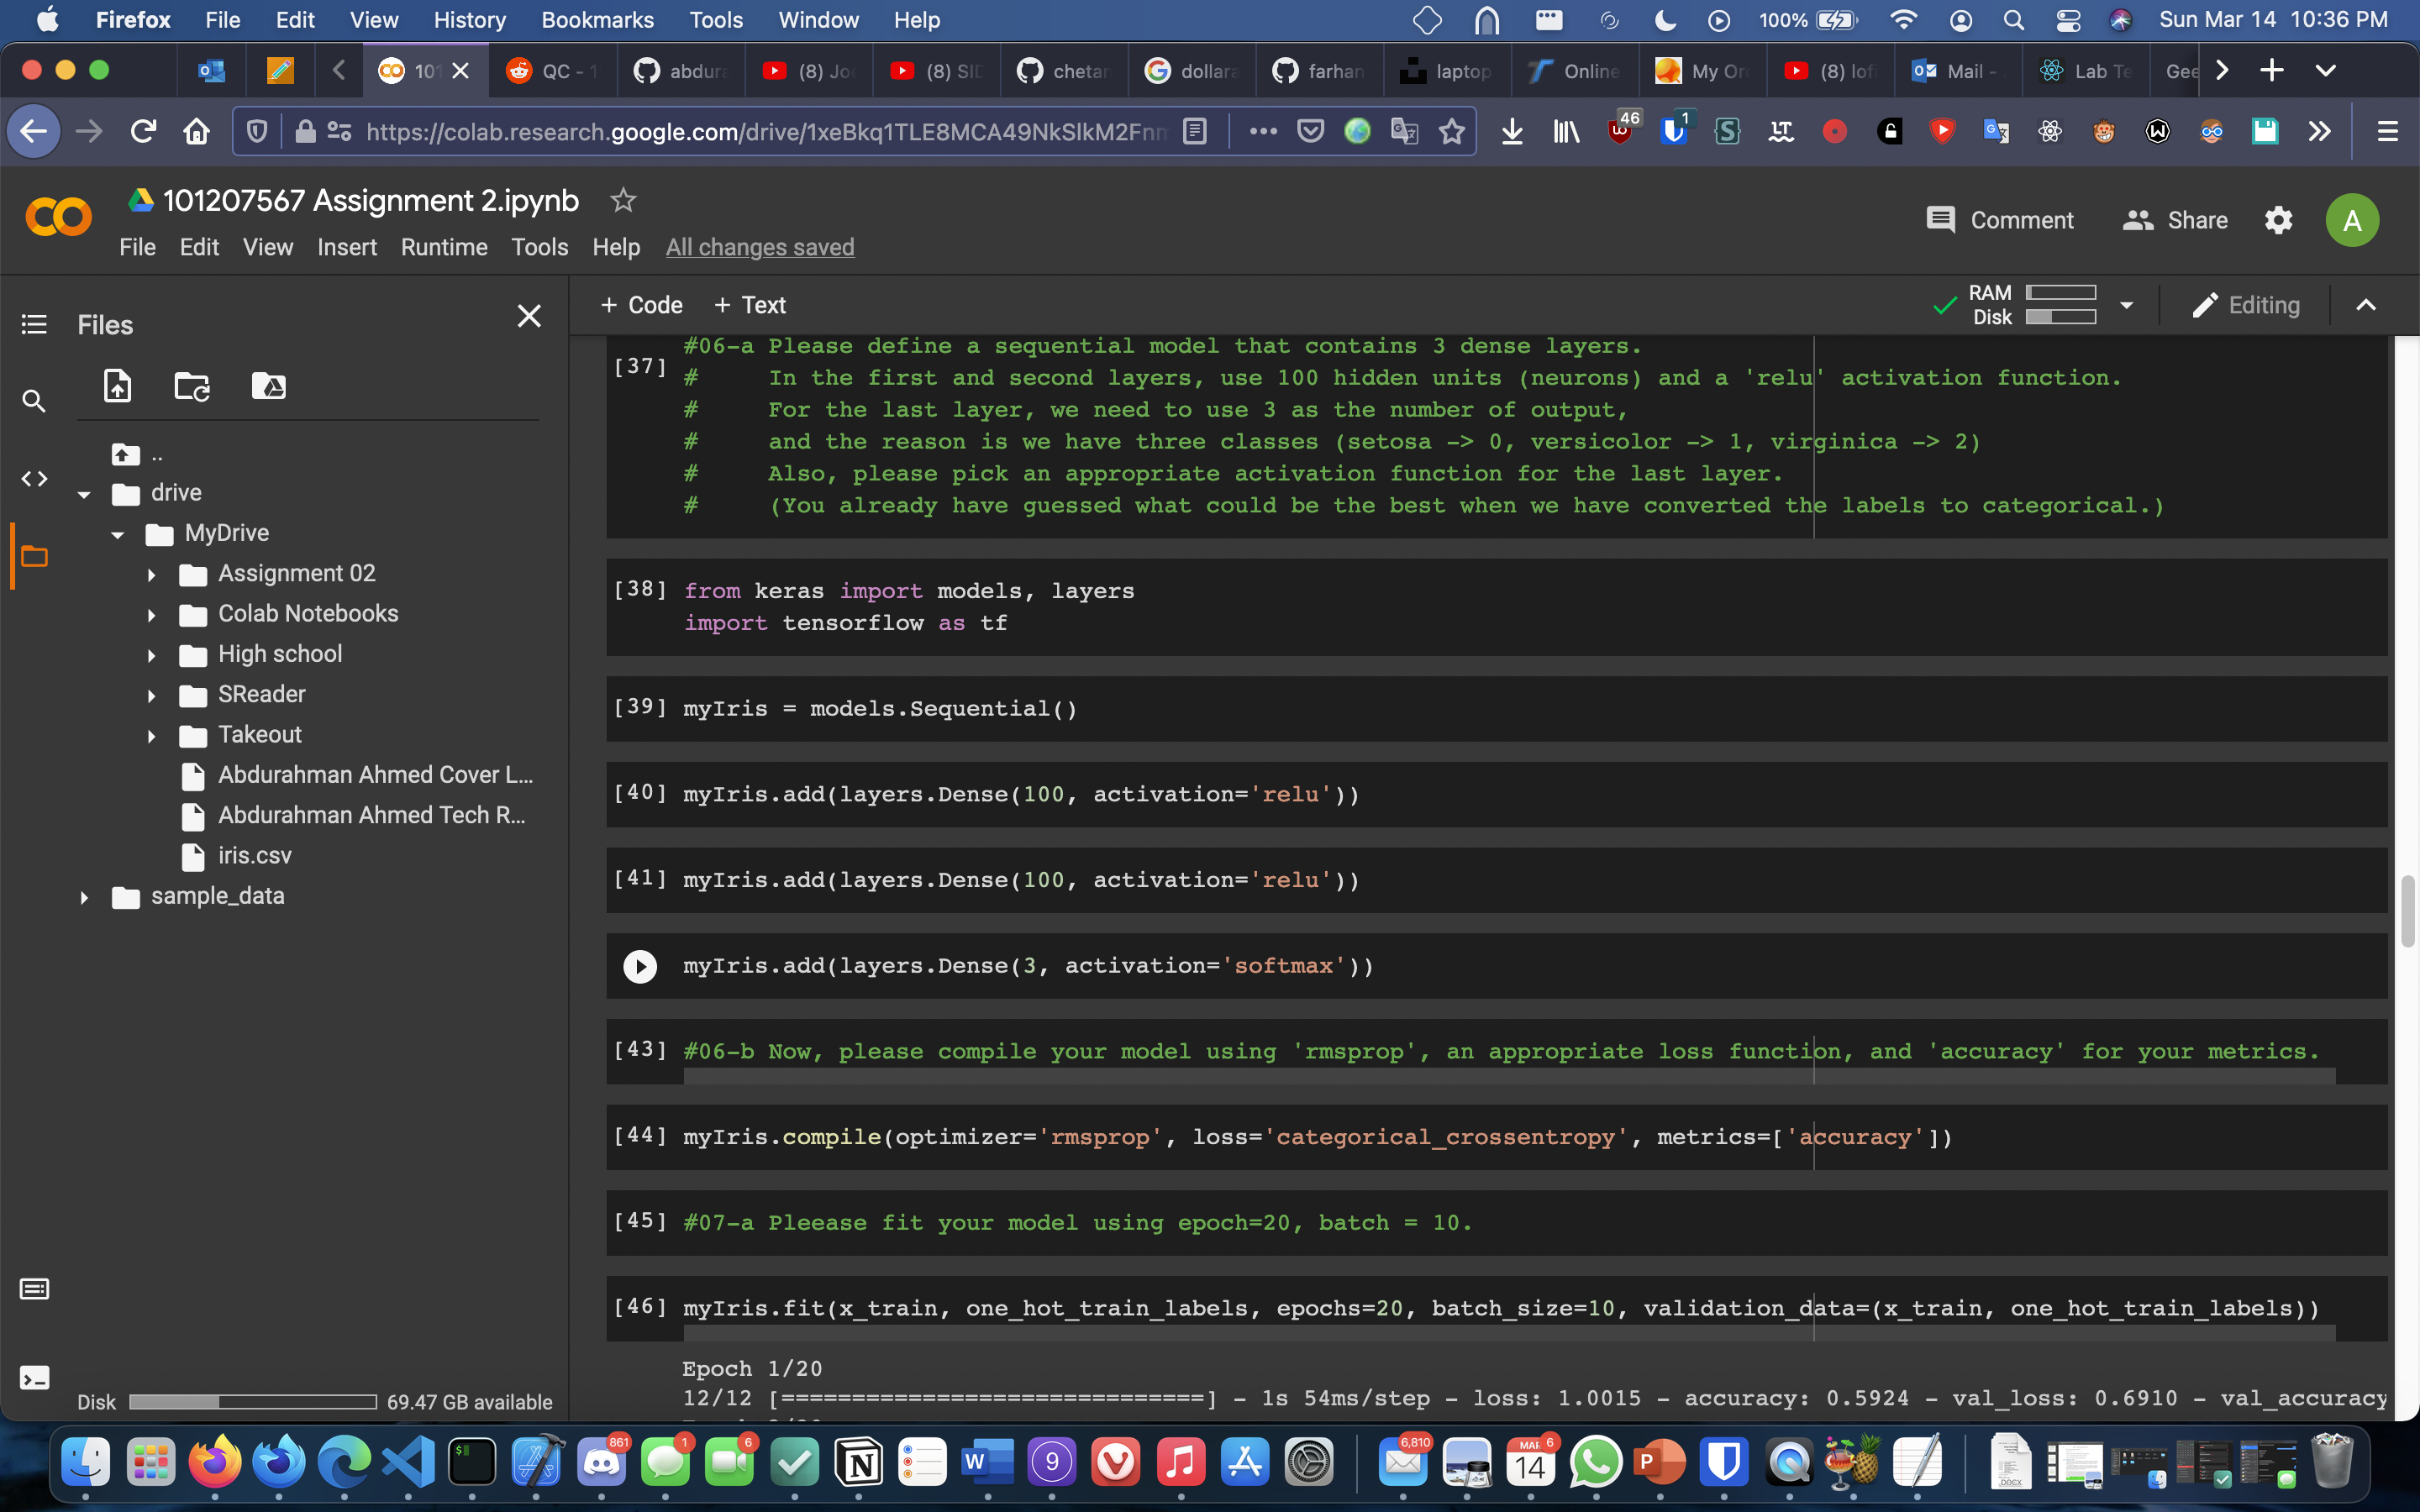 Firefox File Edit View History Bookmarks Tools Window Help 100% Sun Mar 14 10:36 PM
101 QC - 1 abdura (8) Jo (8) SI chetan dollara farhan laptop Online My Or (8) lof Mail - Lab Te Gee
https://colab.research.google.com/drive/1xeBkq1TLE8MCA49NkSlkM2Fnm 46 1
101207567 Assignment 2.ipynb
Comment Share A
File Edit View Insert Runtime Tools Help All changes saved
Files
+ Code + Text
RAM
Disk
Editing
..
drive
MyDrive
Assignment 02
Colab Notebooks
High school
SReader
Takeout
Abdurahman Ahmed Cover L...
Abdurahman Ahmed Tech R...
iris.csv
sample_data
Disk 69.47 GB available
[37] #06-a Please define a sequential model that contains 3 dense layers.
# In the first and second layers, use 100 hidden units (neurons) and a 'relu' activation function.
# For the last layer, we need to use 3 as the number of output,
# and the reason is we have three classes (setosa -> 0, versicolor -> 1, virginica -> 2)
# Also, please pick an appropriate activation function for the last layer.
# (You already have guessed what could be the best when we have converted the labels to categorical.)
[38] from keras import models, layers
import tensorflow as tf
[39] myIris = models.Sequential()
[40] myIris.add(layers.Dense(100, activation='relu'))
[41] myIris.add(layers.Dense(100, activation='relu'))
myIris.add(layers.Dense(3, activation='softmax'))
[43] #06-b Now, please compile your model using 'rmsprop', an appropriate loss function, and 'accuracy' for your metrics.
[44] myIris.compile(optimizer='rmsprop', loss='categorical_crossentropy', metrics=['accuracy'])
[45] #07-a Pleease fit your model using epoch=20, batch = 10.
[46] myIris.fit(x_train, one_hot_train_labels, epochs=20, batch_size=10, validation_data=(x_train, one_hot_train_labels))
Epoch 1/20
12/12 [==============================] - 1s 54ms/step - loss: 1.0015 - accuracy: 0.5924 - val_loss: 0.6910 - val_accuracy
861 1 6 9 6,810 MAR 14 6